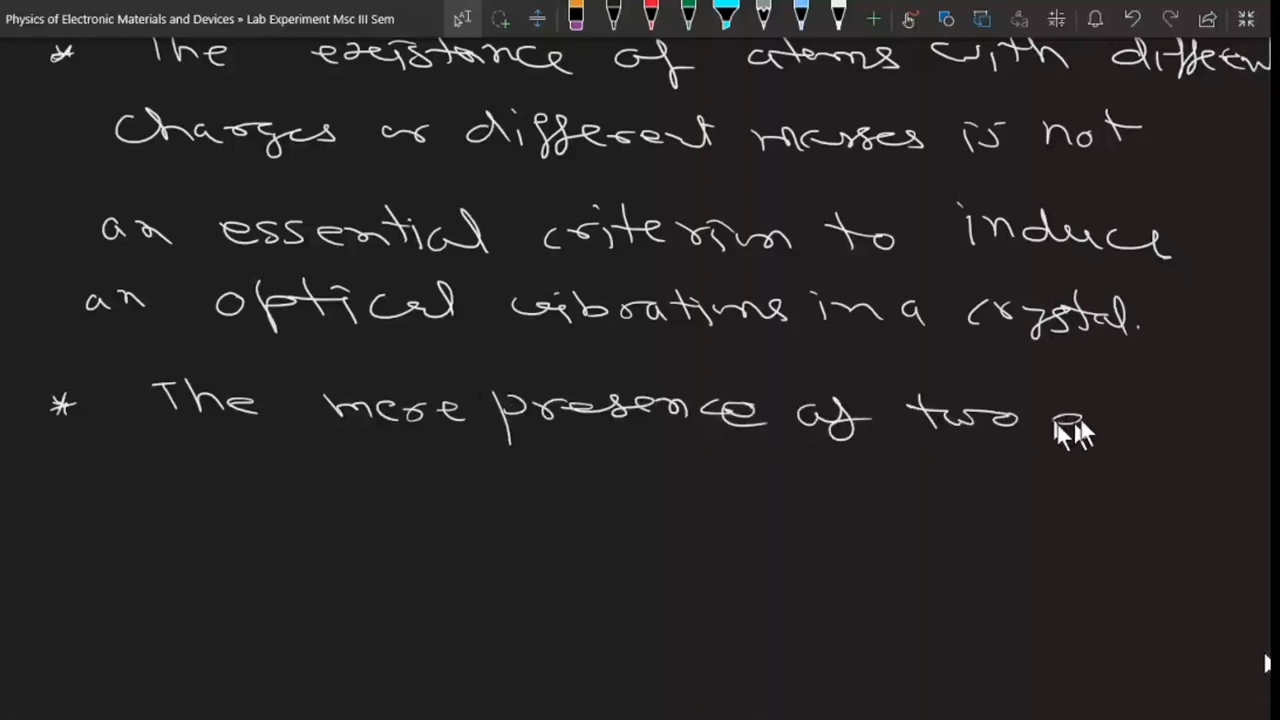 Physics of Electronic Materials and Devices » Lab Experiment Msc III Sem
* The existance of atoms with differen
Charges or different masses is not
an essential criterion to induce
an optical vibrations in a crystal.
* The mere presence of two